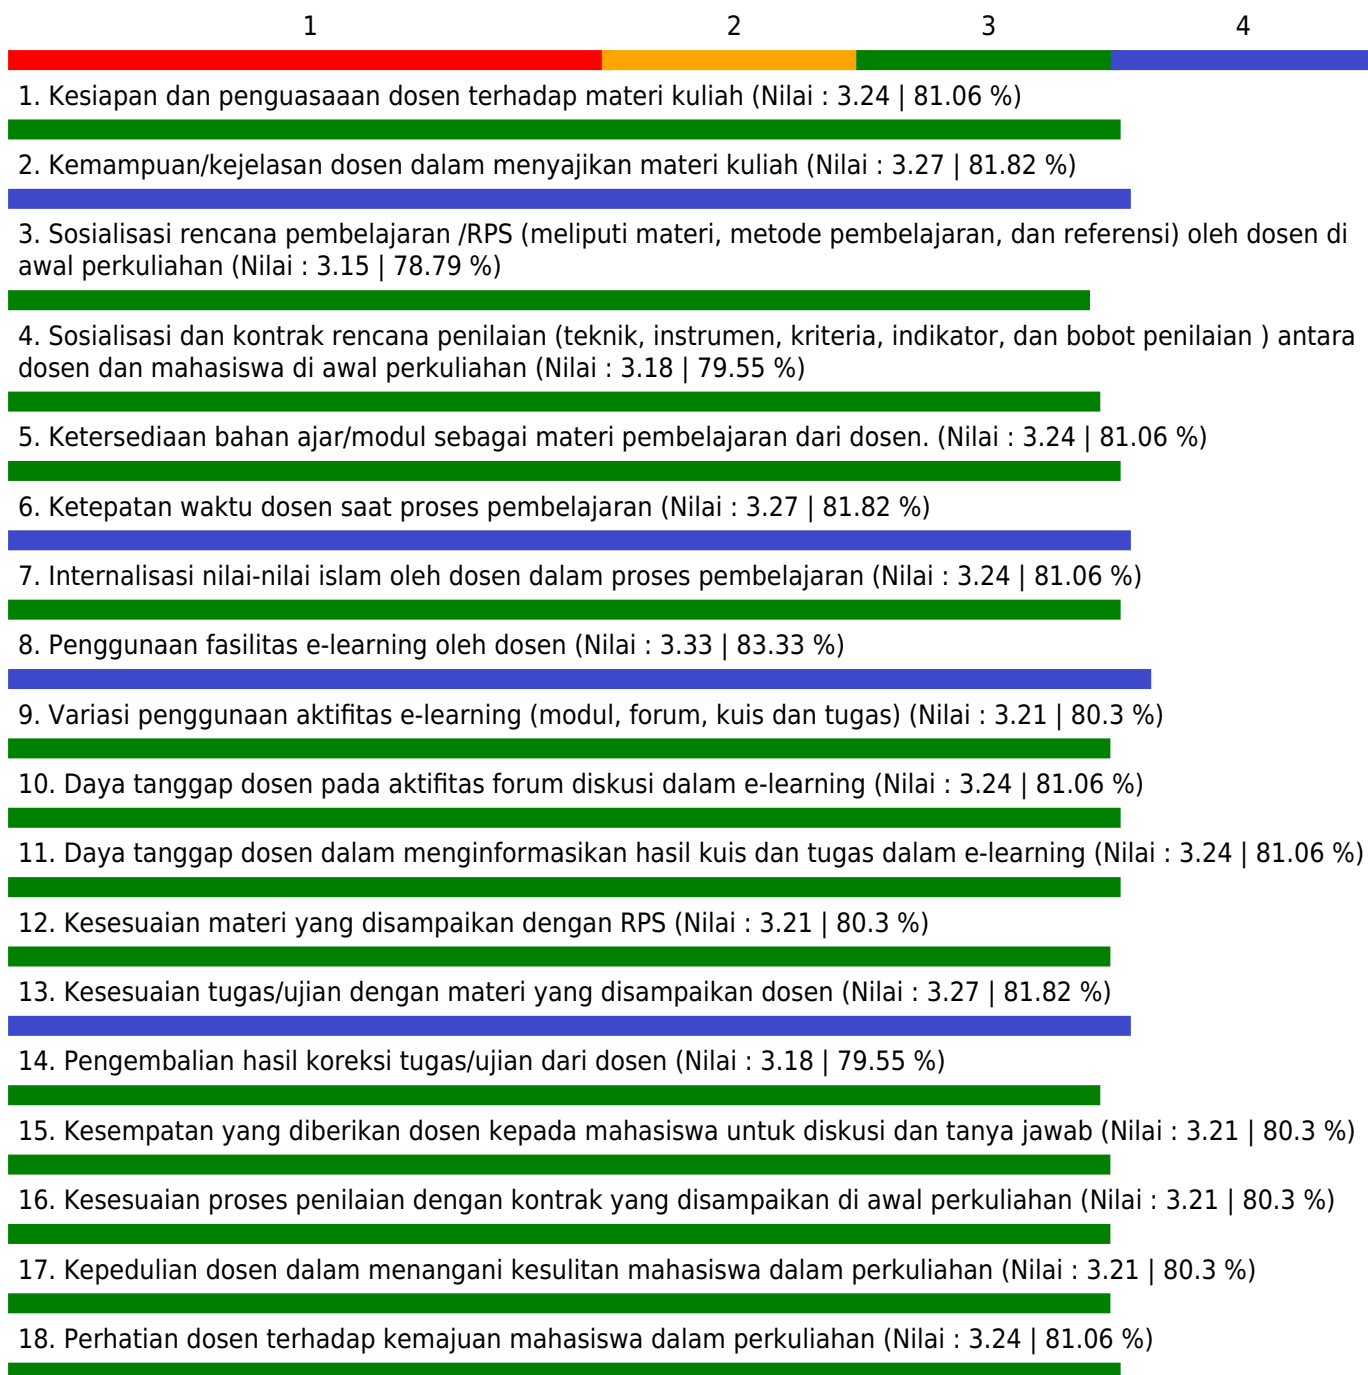 1 2 3 4
1. Kesiapan dan penguasaaan dosen terhadap materi kuliah (Nilai : 3.24 | 81.06 %)
2. Kemampuan/kejelasan dosen dalam menyajikan materi kuliah (Nilai : 3.27 | 81.82 %)
3. Sosialisasi rencana pembelajaran /RPS (meliputi materi, metode pembelajaran, dan referensi) oleh dosen di
awal perkuliahan (Nilai : 3.15 | 78.79 %)
4. Sosialisasi dan kontrak rencana penilaian (teknik, instrumen, kriteria, indikator, dan bobot penilaian ) antara
dosen dan mahasiswa di awal perkuliahan (Nilai : 3.18 | 79.55 %)
5. Ketersediaan bahan ajar/modul sebagai materi pembelajaran dari dosen. (Nilai : 3.24 | 81.06 %)
6. Ketepatan waktu dosen saat proses pembelajaran (Nilai : 3.27 | 81.82 %)
7. Internalisasi nilai-nilai islam oleh dosen dalam proses pembelajaran (Nilai : 3.24 | 81.06 %)
8. Penggunaan fasilitas e-learning oleh dosen (Nilai : 3.33 | 83.33 %)
9. Variasi penggunaan aktifitas e-learning (modul, forum, kuis dan tugas) (Nilai : 3.21 | 80.3 %)
10. Daya tanggap dosen pada aktifitas forum diskusi dalam e-learning (Nilai : 3.24 | 81.06 %)
11. Daya tanggap dosen dalam menginformasikan hasil kuis dan tugas dalam e-learning (Nilai : 3.24 | 81.06 %)
12. Kesesuaian materi yang disampaikan dengan RPS (Nilai : 3.21 | 80.3 %)
13. Kesesuaian tugas/ujian dengan materi yang disampaikan dosen (Nilai : 3.27 | 81.82 %)
14. Pengembalian hasil koreksi tugas/ujian dari dosen (Nilai : 3.18 | 79.55 %)
15. Kesempatan yang diberikan dosen kepada mahasiswa untuk diskusi dan tanya jawab (Nilai : 3.21 | 80.3 %)
16. Kesesuaian proses penilaian dengan kontrak yang disampaikan di awal perkuliahan (Nilai : 3.21 | 80.3 %)
17. Kepedulian dosen dalam menangani kesulitan mahasiswa dalam perkuliahan (Nilai : 3.21 | 80.3 %)
18. Perhatian dosen terhadap kemajuan mahasiswa dalam perkuliahan (Nilai : 3.24 | 81.06 %)